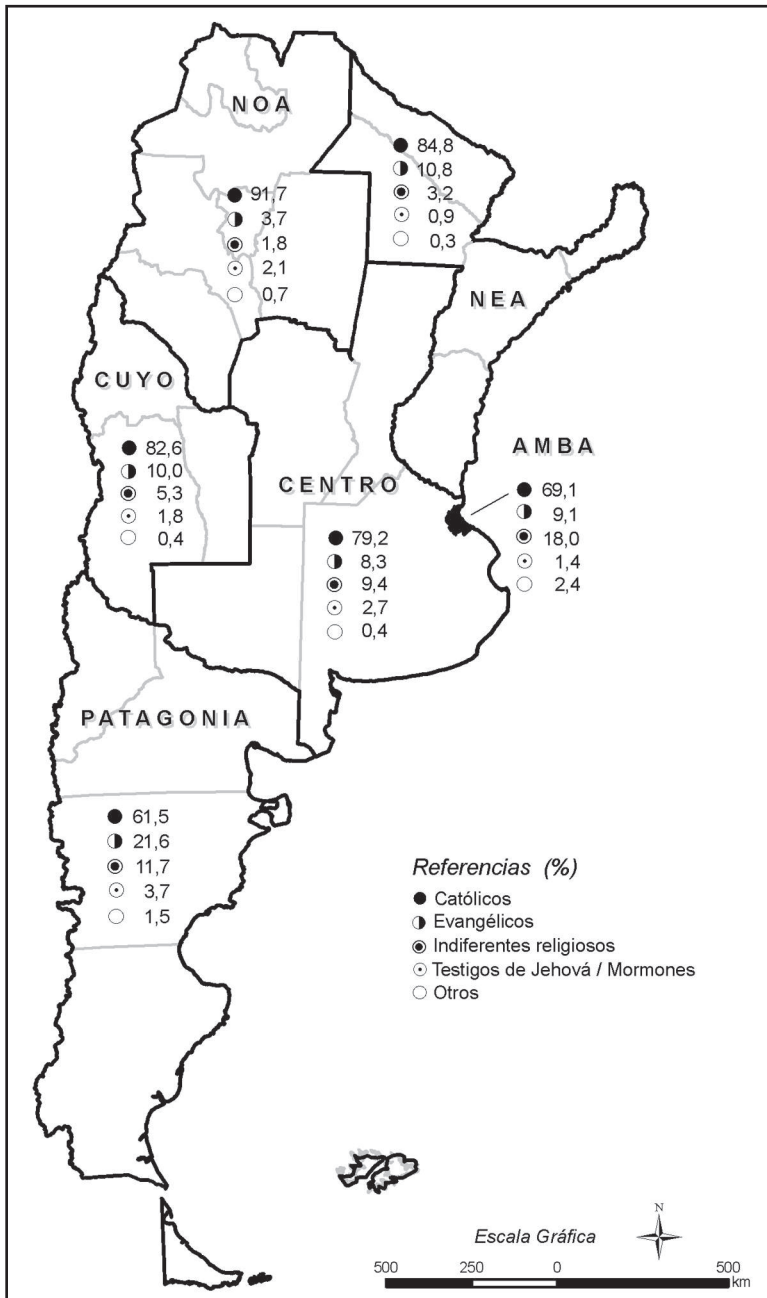 NOA
91,7
3,7
1,8
2,1
0,7
84,8
10,8
3,2
0,9
0,3
NEA
CUYO
82,6
10,0
5,3
1,8
0,4
CENTRO
79,2
8,3
9,4
2,7
0,4
AMBA
69,1
9,1
18,0
1,4
2,4
PATAGONIA
61,5
21,6
11,7
3,7
1,5
Referencias (%)
Católicos
Evangélicos
Indiferentes religiosos
Testigos de Jehová / Mormones
Otros
N
Escala Gráfica
500 250 0 500
km